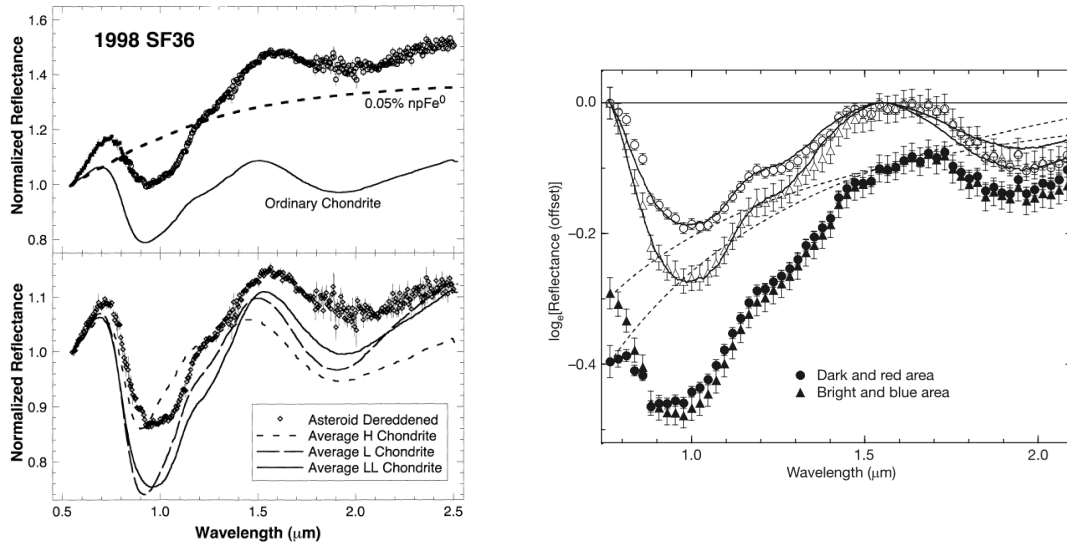 1998 SF36
Normalized Reflectance
1.6
1.4
1.2
1.0
0.8
0.05% npFe⁰
Ordinary Chondrite
Normalized Reflectance
1.1
1.0
0.9
0.8
Asteroid Dereddened
Average H Chondrite
Average L Chondrite
Average LL Chondrite
0.5 1.0 1.5 2.0 2.5
Wavelength (μm)
logₑ[Reflectance (offset)]
0.0
−0.2
−0.4
Dark and red area
Bright and blue area
1.0 1.5 2.0
Wavelength (μm)